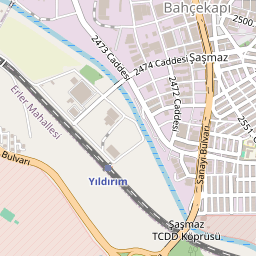 Bahçekapı
2500
Şaşmaz
2473 Caddesi
2474 Caddesi
2472 Caddesi
Erler Mahallesi
Sanayi Bulvarı
Bulvarı
Yıldırım
Şaşmaz
TCDD Köprüsü